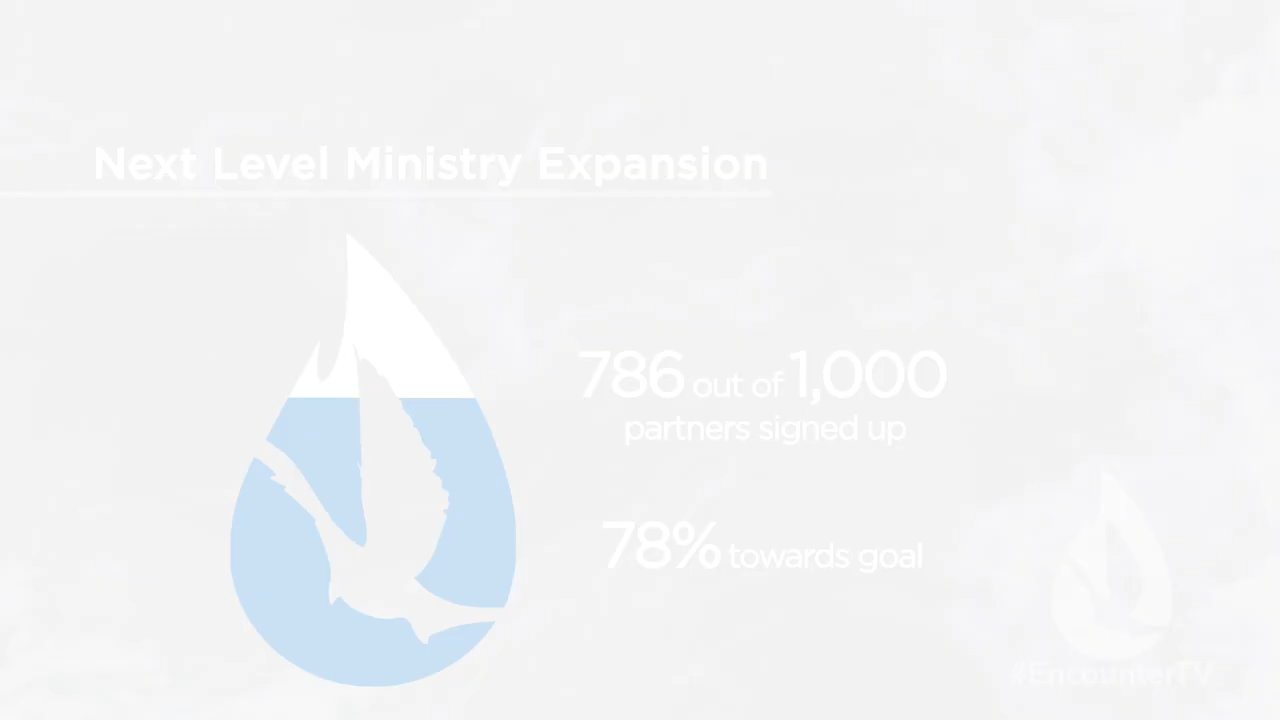 Next Level Ministry Expansion
786 out of 1,000
partners signed up
78% towards goal
#EncounterTV